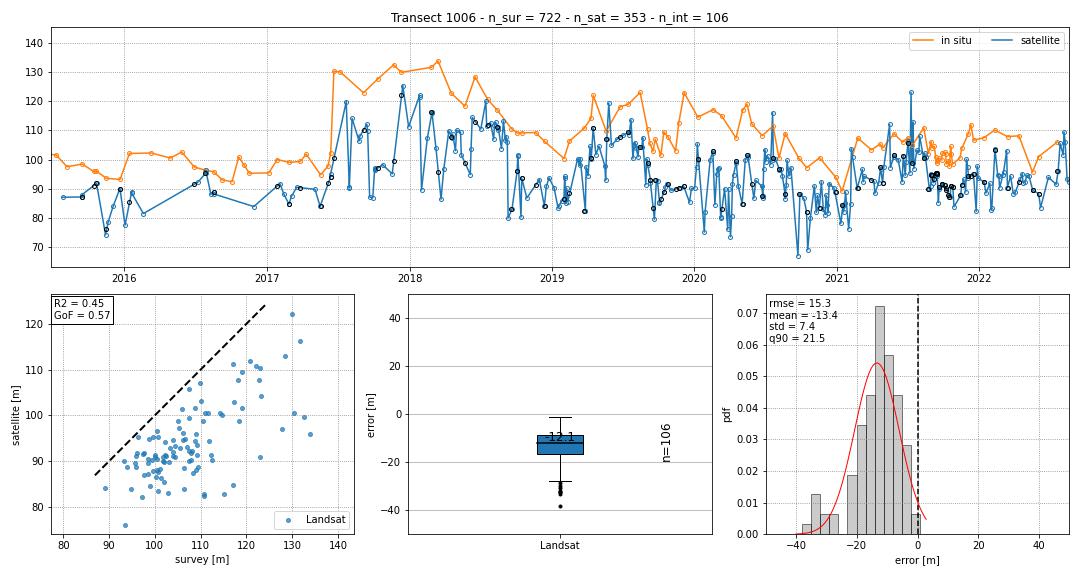 Transect 1006 - n_sur = 722 - n_sat = 353 - n_int = 106
in situ satellite
140
130
120
110
100
90
80
70
2016 2017 2018 2019 2020 2021 2022
R2 = 0.45
GoF = 0.57
120
110
100
90
80
satellite [m]
80 90 100 110 120 130 140
survey [m]
Landsat
40
20
0
−20
−40
error [m]
-12.1
n=106
Landsat
rmse = 15.3
mean = -13.4
std = 7.4
q90 = 21.5
0.07
0.06
0.05
0.04
0.03
0.02
0.01
0.00
pdf
−40 −20 0 20 40
error [m]